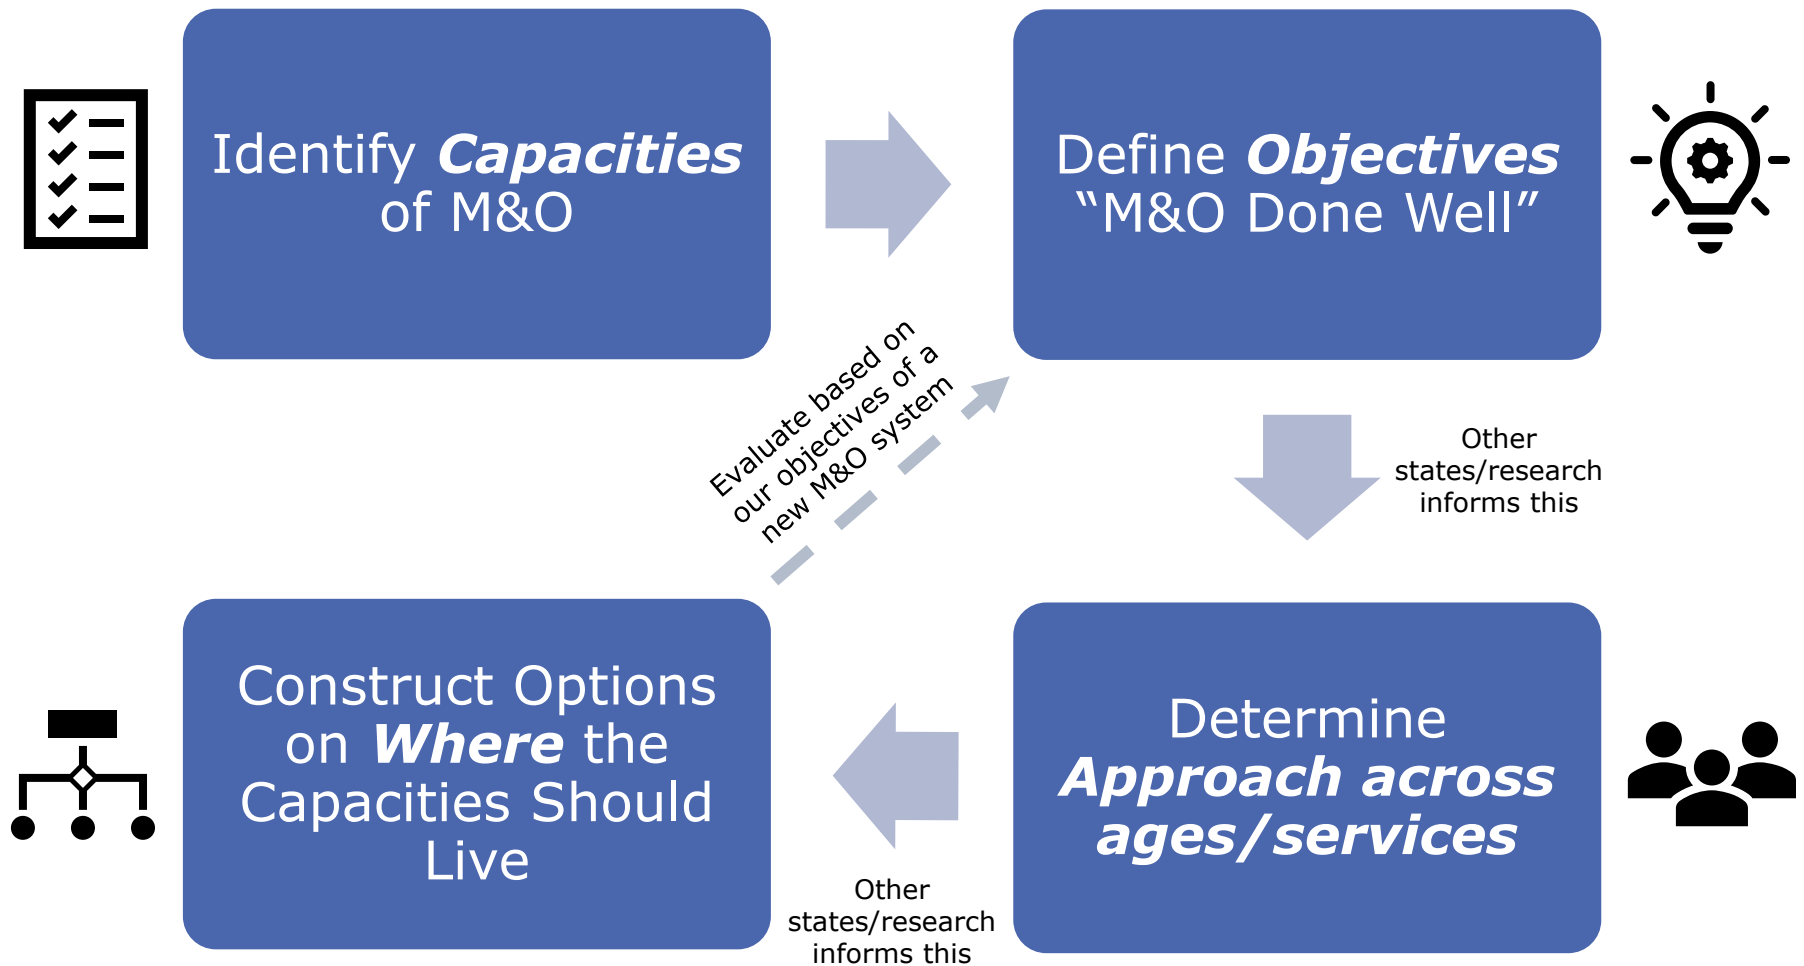 Identify Capacities
of M&O
Define Objectives
“M&O Done Well”
Evaluate based on
our objectives of a
new M&O system
Other
states/research
informs this
Construct Options
on Where the
Capacities Should
Live
Other
states/research
informs this
Determine
Approach across
ages/services